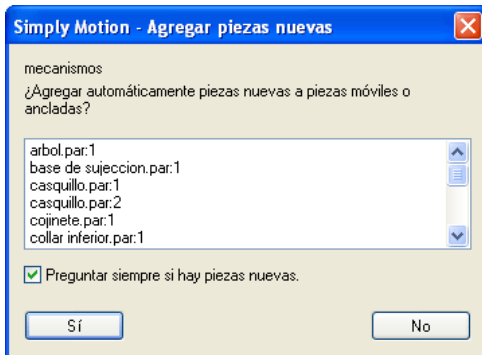 Simply Motion - Agregar piezas nuevas
mecanismos
¿Agregar automáticamente piezas nuevas a piezas móviles o
ancladas?
arbol.par:1
base de sujeccion.par:1
casquillo.par:1
casquillo.par:2
cojinete.par:1
collar inferior.par:1
Preguntar siempre si hay piezas nuevas.
Sí
No